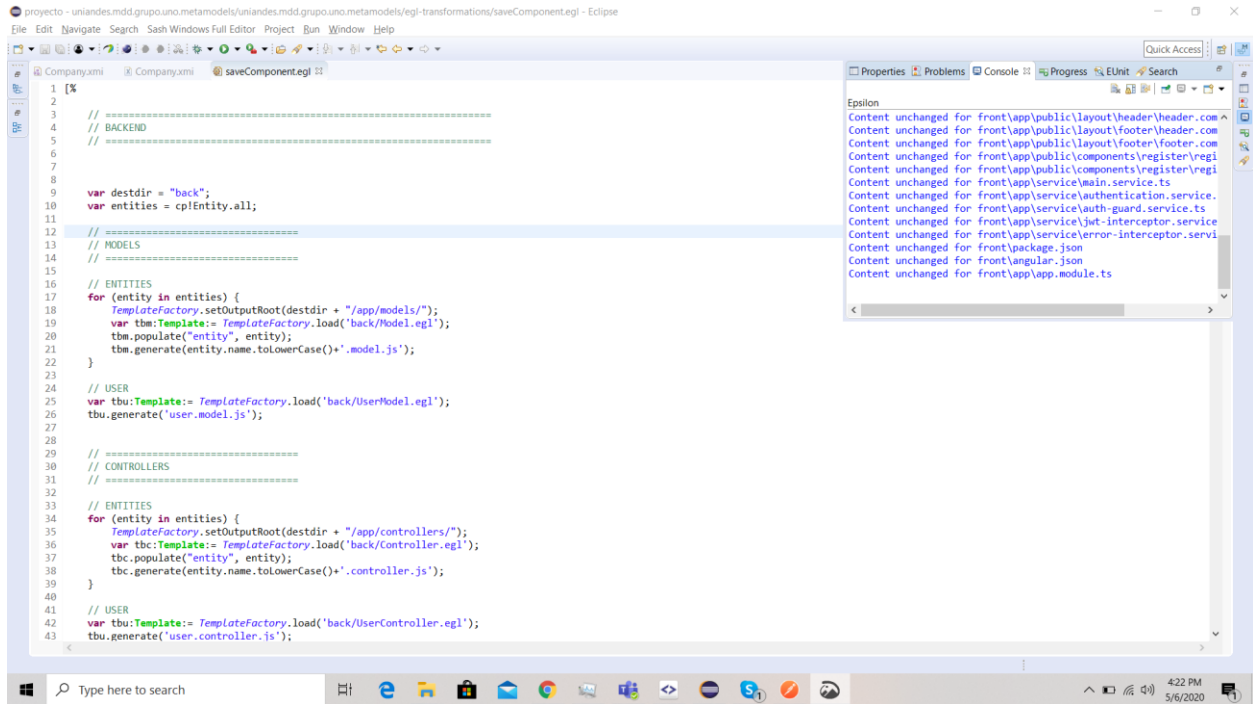 proyecto - uniandes.mdd.grupo.uno.metamodels/uniandes.mdd.grupo.uno.metamodels/egl-transformations/saveComponent.egl - Eclipse
File Edit Navigate Search Sash Windows Full Editor Project Run Window Help
Quick Access
Company.xmi Company.xmi saveComponent.egl
1 [%
2
3 // ==================================================================
4 // BACKEND
5 // ==================================================================
6
7
8
9 var destdir = "back";
10 var entities = cp!Entity.all;
11
12 // =================================
13 // MODELS
14 // =================================
15
16 // ENTITIES
17 for (entity in entities) {
18 TemplateFactory.setOutputRoot(destdir + "/app/models/");
19 var tbm:Template:= TemplateFactory.load('back/Model.egl');
20 tbm.populate("entity", entity);
21 tbm.generate(entity.name.toLowerCase()+'.model.js');
22 }
23
24 // USER
25 var tbu:Template:= TemplateFactory.load('back/UserModel.egl');
26 tbu.generate('user.model.js');
27
28
29 // =================================
30 // CONTROLLERS
31 // =================================
32
33 // ENTITIES
34 for (entity in entities) {
35 TemplateFactory.setOutputRoot(destdir + "/app/controllers/");
36 var tbc:Template:= TemplateFactory.load('back/Controller.egl');
37 tbc.populate("entity", entity);
38 tbc.generate(entity.name.toLowerCase()+'.controller.js');
39 }
40
41 // USER
42 var tbu:Template:= TemplateFactory.load('back/UserController.egl');
43 tbu.generate('user.controller.js');
Properties Problems Console Progress EUnit Search
Epsilon
Content unchanged for front\app\public\layout\header\header.com
Content unchanged for front\app\public\layout\footer\footer.com
Content unchanged for front\app\public\layout\footer\footer.com
Content unchanged for front\app\public\components\register\regi
Content unchanged for front\app\public\components\register\regi
Content unchanged for front\app\service\main.service.ts
Content unchanged for front\app\service\authentication.service.
Content unchanged for front\app\service\auth-guard.service.ts
Content unchanged for front\app\service\jwt-interceptor.service
Content unchanged for front\app\service\error-interceptor.servi
Content unchanged for front\package.json
Content unchanged for front\angular.json
Content unchanged for front\app\app.module.ts
Type here to search
4:22 PM
5/6/2020